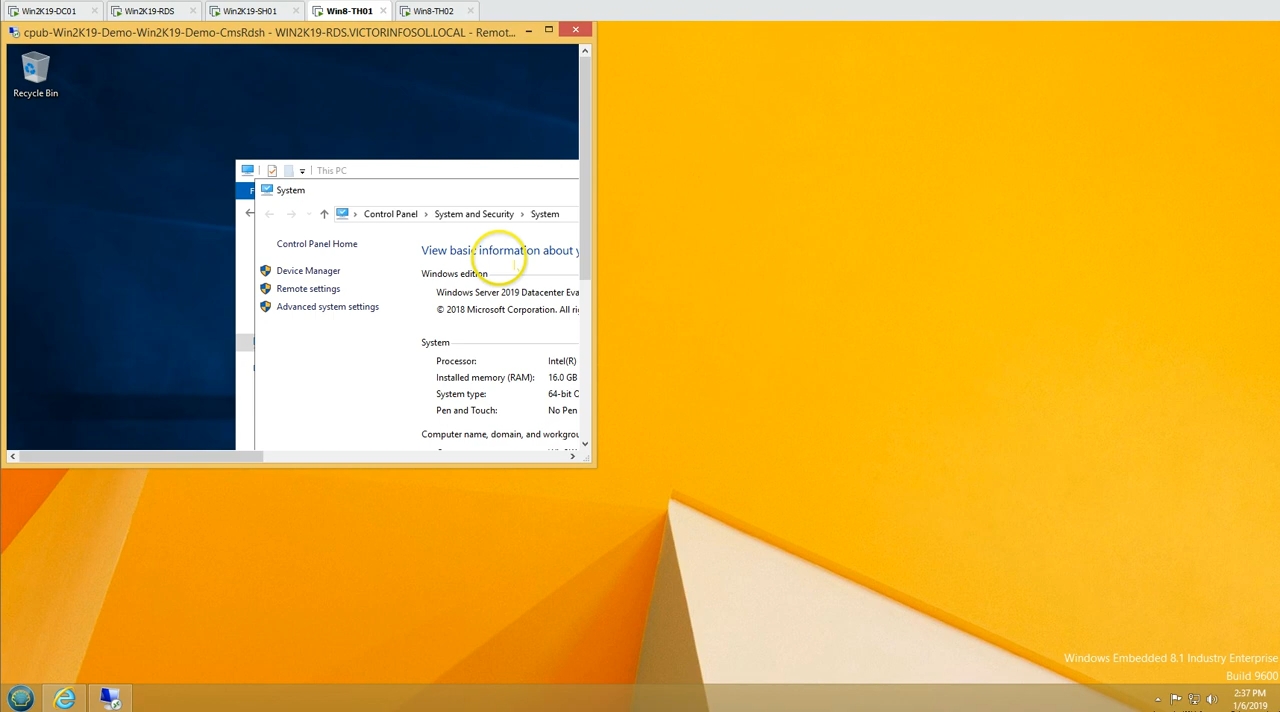 Win2K19-DC01
Win2K19-RDS
Win2K19-SH01
Win8-TH01
Win8-TH02
cpub-Win2K19-Demo-Win2K19-Demo-CmsRdsh - WIN2K19-RDS.VICTORINFOSOL.LOCAL - Remot...
Recycle Bin
This PC
F
System
Control Panel › System and Security › System
Control Panel Home
View basic information about y
Device Manager
Windows edition
Remote settings
Windows Server 2019 Datacenter Eva
Advanced system settings
© 2018 Microsoft Corporation. All rig
System
Processor: Intel(R)
Installed memory (RAM): 16.0 GB
System type: 64-bit O
Pen and Touch: No Pen
Computer name, domain, and workgrou
Windows Embedded 8.1 Industry Enterprise
Build 9600
2:37 PM
1/6/2019